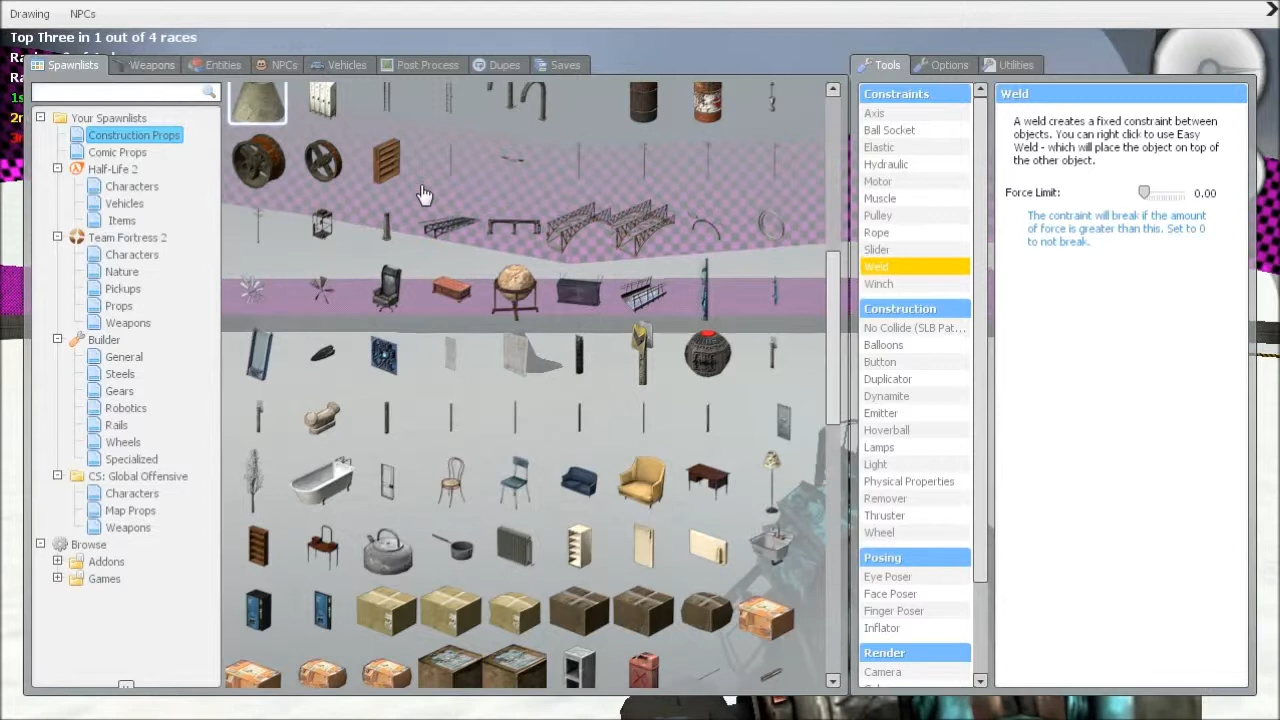 Drawing NPCs
Top Three in 1 out of 4 races
Ra
Ra
1s
2n
3r
Spawnlists Weapons Entities NPCs Vehicles Post Process Dupes Saves
Your Spawnlists
Construction Props
Comic Props
Half-Life 2
Characters
Vehicles
Items
Team Fortress 2
Characters
Nature
Pickups
Props
Weapons
Builder
General
Steels
Gears
Robotics
Rails
Wheels
Specialized
CS: Global Offensive
Characters
Map Props
Weapons
Browse
Addons
Games
Tools Options Utilities
Constraints
Axis
Ball Socket
Elastic
Hydraulic
Motor
Muscle
Pulley
Rope
Slider
Weld
Winch
Construction
No Collide (SLB Pat...
Balloons
Button
Duplicator
Dynamite
Emitter
Hoverball
Lamps
Light
Physical Properties
Remover
Thruster
Wheel
Posing
Eye Poser
Face Poser
Finger Poser
Inflator
Render
Camera
Weld
A weld creates a fixed constraint between
objects. You can right click to use Easy
Weld - which will place the object on top of
the other object.
Force Limit: 0.00
The contraint will break if the amount
of force is greater than this. Set to 0
to not break.